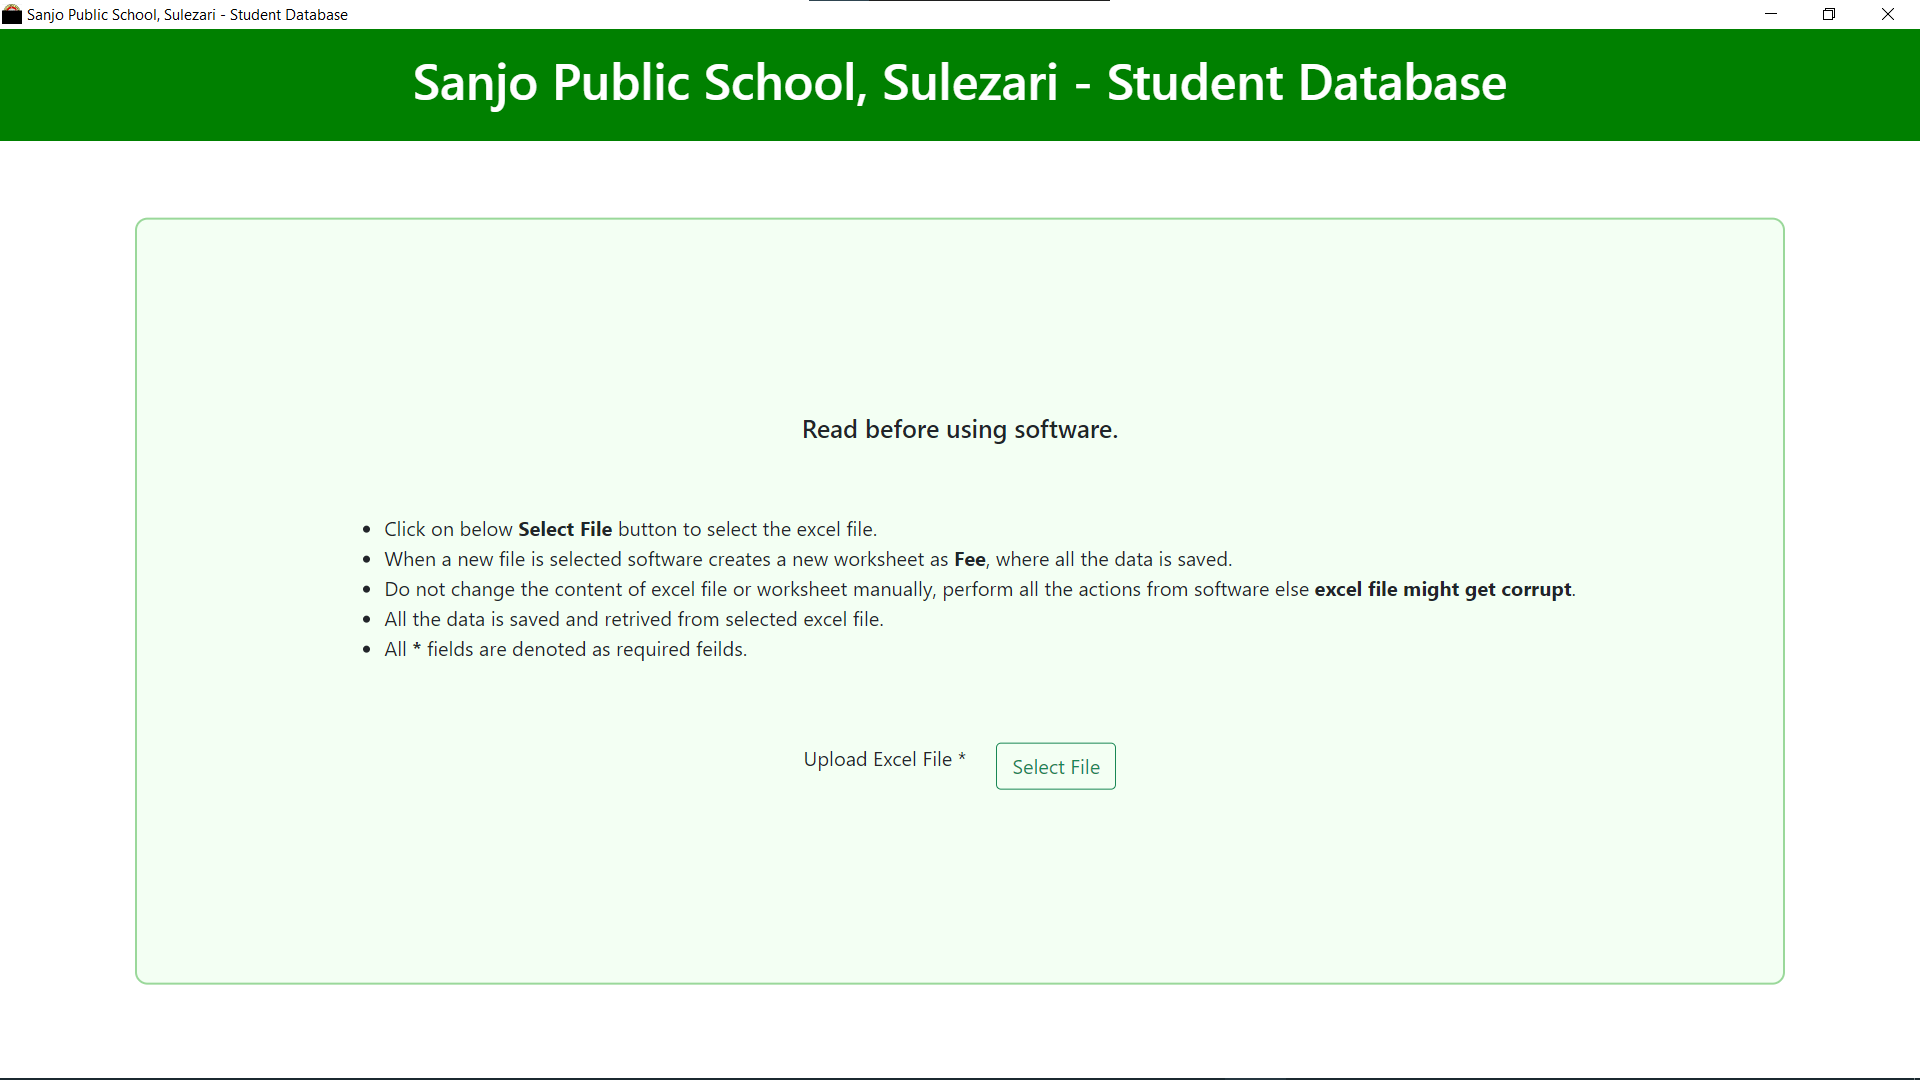 Sanjo Public School, Sulezari - Student Database
Sanjo Public School, Sulezari - Student Database
Read before using software.
• Click on below Select File button to select the excel file.
• When a new file is selected software creates a new worksheet as Fee, where all the data is saved.
• Do not change the content of excel file or worksheet manually, perform all the actions from software else excel file might get corrupt.
• All the data is saved and retrived from selected excel file.
• All * fields are denoted as required feilds.
Upload Excel File * Select File